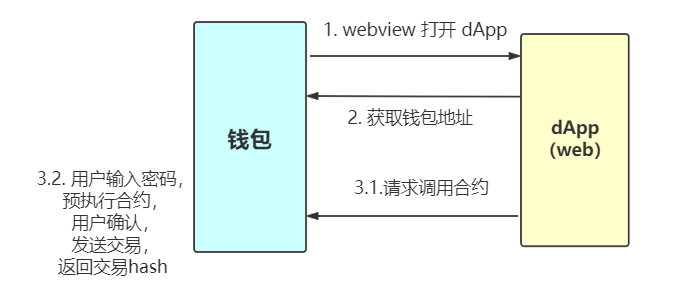 1. webview 打开 dApp
2. 获取钱包地址
钱包
dApp
(web)
3.1.请求调用合约
3.2. 用户输入密码，
预执行合约，
用户确认，
发送交易，
返回交易hash